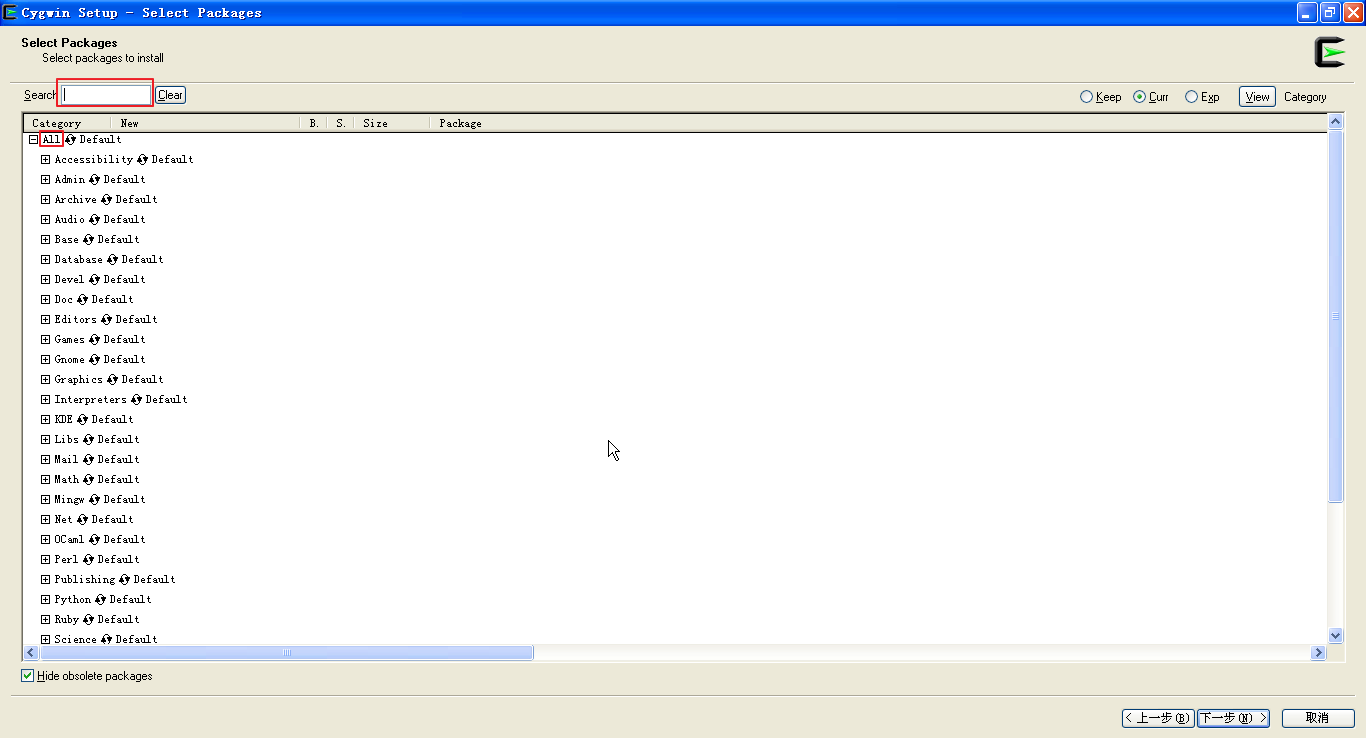 Cygwin Setup - Select Packages
Select Packages
Select packages to install
Search Clear Keep Curr Exp View Category
Category New B. S. Size Package
All Default
Accessibility Default
Admin Default
Archive Default
Audio Default
Base Default
Database Default
Devel Default
Doc Default
Editors Default
Games Default
Gnome Default
Graphics Default
Interpreters Default
KDE Default
Libs Default
Mail Default
Math Default
Mingw Default
Net Default
OCaml Default
Perl Default
Publishing Default
Python Default
Ruby Default
Science Default
Hide obsolete packages
< 上一步(B) 下一步(N) > 取消